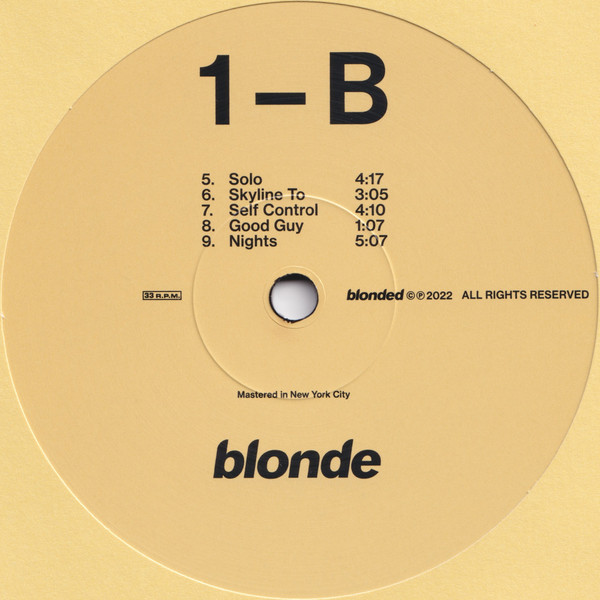 1–B
5. Solo 4:17
6. Skyline To 3:05
7. Self Control 4:10
8. Good Guy 1:07
9. Nights 5:07
33 R.P.M. blonded ©℗ 2022 ALL RIGHTS RESERVED
Mastered in New York City
blonde